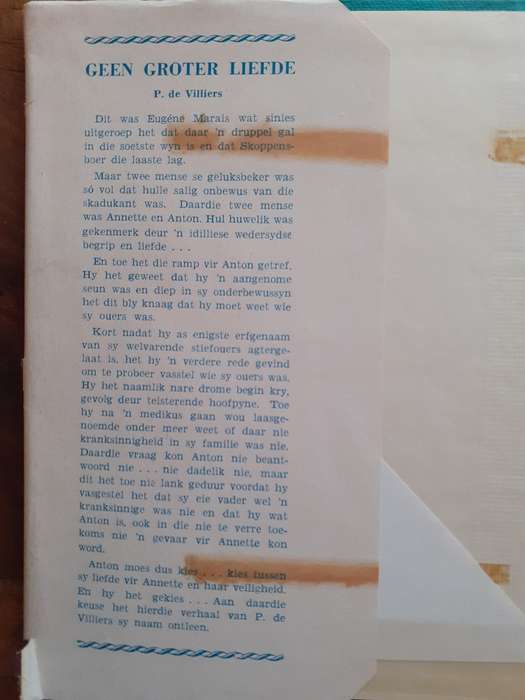 GEEN GROTER LIEFDE
P. de Villiers
Dit was Eugéne Marais wat sinies
uitgeroep het dat daar 'n druppel gal
in die soetste wyn is en dat Skoppens-
boer die laaste lag.
Maar twee mense se geluksbeker was
só vol dat hulle salig onbewus van die
skadukant was. Daardie twee mense
was Annette en Anton. Hul huwelik was
gekenmerk deur 'n idilliese wedersydse
begrip en liefde . . .
En toe het die ramp vir Anton getref.
Hy het geweet dat hy 'n aangenome
seun was en diep in sy onderbewussyn
het dit bly knaag dat hy moet weet wie
sy ouers was.
Kort nadat hy as enigste erfgenaam
van sy welvarende stiefouers agterge-
laat is, het hy 'n verdere rede gevind
om te probeer vasstel wie sy ouers was.
Hy het naamlik nare drome begin kry,
gevolg deur teisterende hoofpyne. Toe
hy na 'n medikus gaan wou laasge-
noemde onder meer weet of daar nie
kranksinnigheid in sy familie was nie.
Daardie vraag kon Anton nie beant-
woord nie . . . nie dadelik nie, maar
dit het toe nie lank geduur voordat hy
vasgestel het dat sy eie vader wel 'n
kranksinnige was nie en dat hy wat
Anton is, ook in die nie te verre toe-
koms nie 'n gevaar vir Annette kon
word.
Anton moes dus kies . . . kies tussen
sy liefde vir Annette en haar veiligheid.
En hy het gekies . . . Aan daardie
keuse het hierdie verhaal van P. de
Villiers sy naam ontleen.